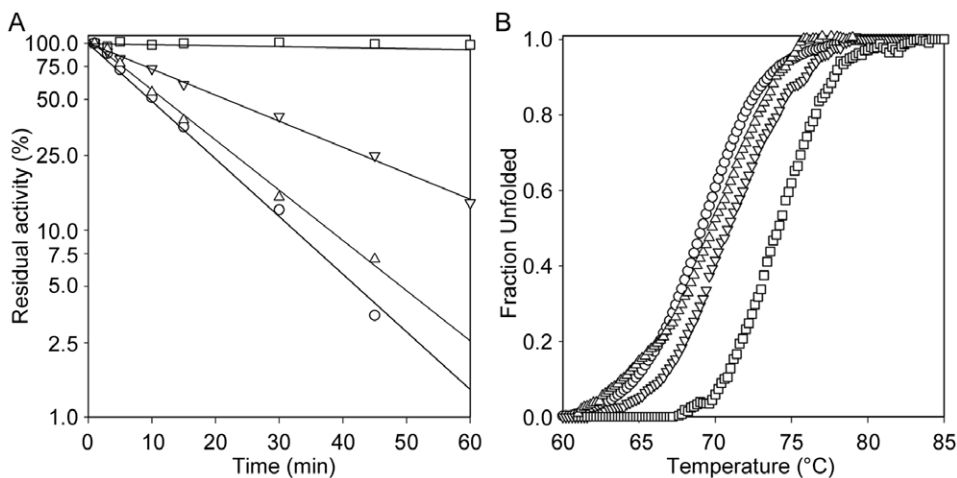 A
Residual activity (%)
100.0
75.0
50.0
25.0
10.0
7.5
5.0
2.5
1.0
0 10 20 30 40 50 60
Time (min)
B
Fraction Unfolded
1.0
0.8
0.6
0.4
0.2
0.0
60 65 70 75 80 85
Temperature (°C)